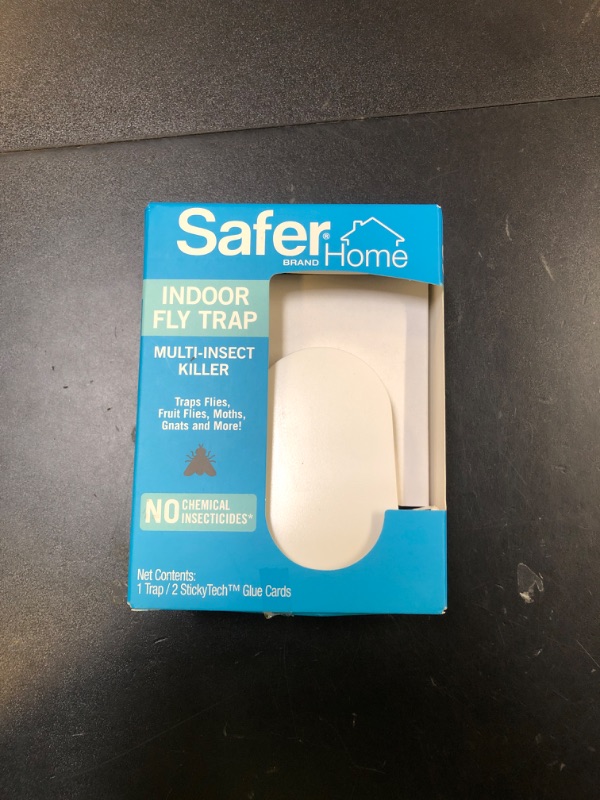 Safer®
BRAND Home
INDOOR
FLY TRAP
MULTI-INSECT
KILLER
Traps Flies,
Fruit Flies, Moths,
Gnats and More!
NO CHEMICAL
INSECTICIDES*
Net Contents:
1 Trap / 2 StickyTech™ Glue Cards